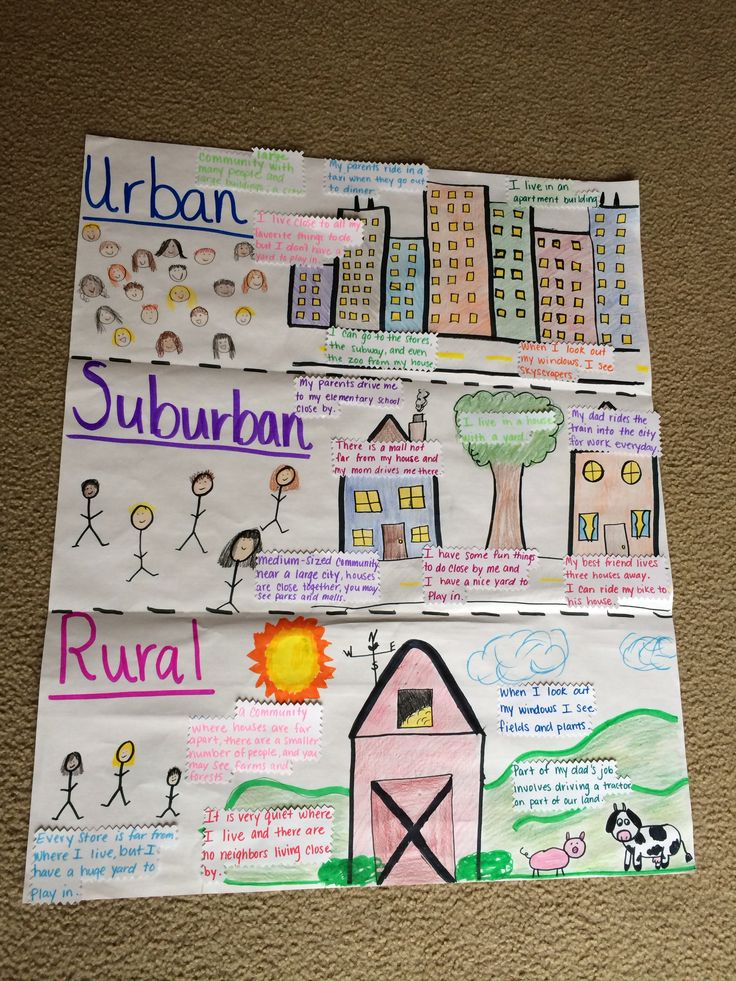 Urban
large
community with
many people and
large buildings, a city
My parents ride in a
taxi when they go out
to dinner.
I live in an
apartment building
I live close to all my
favorite things to do,
but I don't have a
yard to play in.
I can go to the stores,
the subway, and even
the zoo from my house
When I look out
my windows, I see
skyscrapers.
Suburban
My parents drive me
to my elementary school
close by.
There is a mall not
far from my house and
my mom drives me there.
I live in a house
with a yard.
My dad rides the
train into the city
for work everyday
Medium-sized community
near a large city, houses
are close together, you may
see parks and malls.
I have some fun things
to do close by me and
I have a nice yard to
Play in.
My best friend lives
three houses away.
I can ride my bike to
his house.
Rural
N
W E
a community
where houses are far
apart, there are a smaller
number of people, and you
may see farms and
forests.
When I look out
my windows I see
fields and plants.
Part of my dad's job
involves driving a tractor
on part of our land.
It is very quiet where
I live and there are
no neighbors living close
by.
Every Store is far from
where I live, but I
have a huge yard to
Play in.